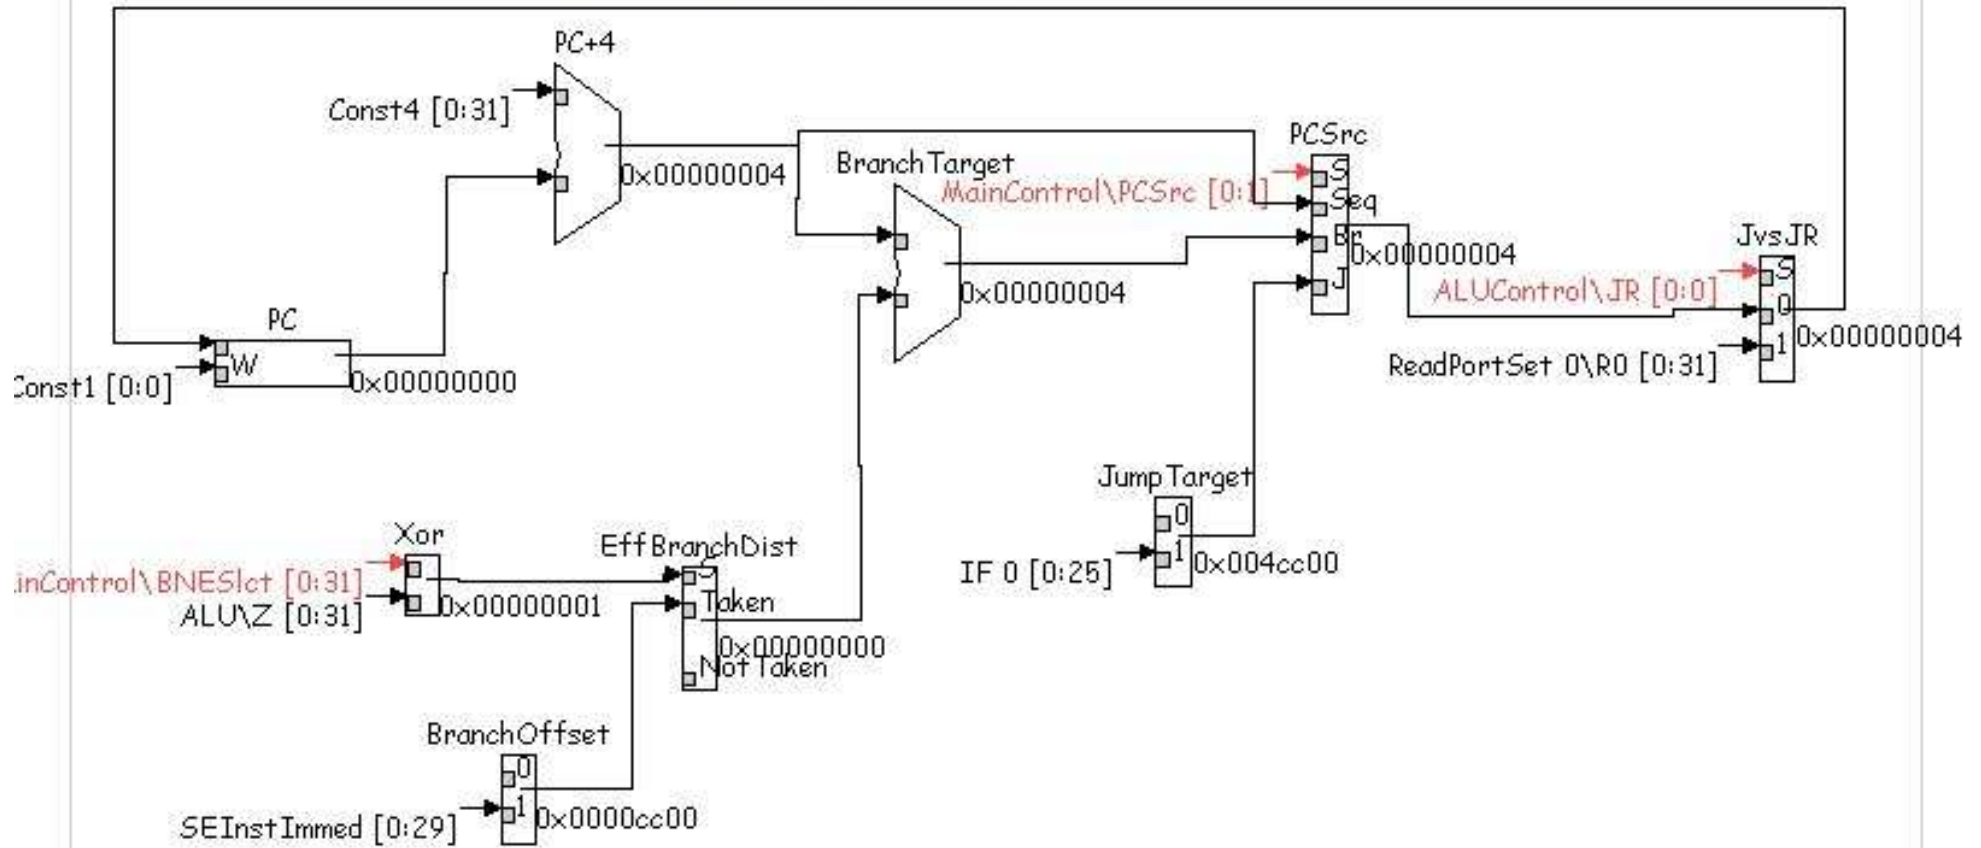 PC+4
Const4 [0:31]
0x00000004
BranchTarget
MainControl\PCSrc [0:1]
PCSrc
S
Seq
Br
J
0x00000004
0x00000004
JvsJR
S
0
1
ALUControl\JR [0:0]
ReadPortSet 0\R0 [0:31]
0x00000004
PC
W
Const1 [0:0]
0x00000000
JumpTarget
0
1
IF 0 [0:25]
0x004cc00
Xor
inControl\BNESlct [0:31]
ALU\Z [0:31]
0x00000001
EffBranchDist
S
Taken
0x00000000
NotTaken
BranchOffset
0
1
SEInstImmed [0:29]
0x0000cc00